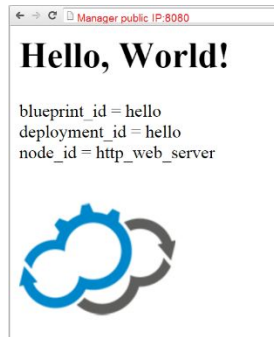 Manager public IP:8080
Hello, World!
blueprint_id = hello
deployment_id = hello
node_id = http_web_server